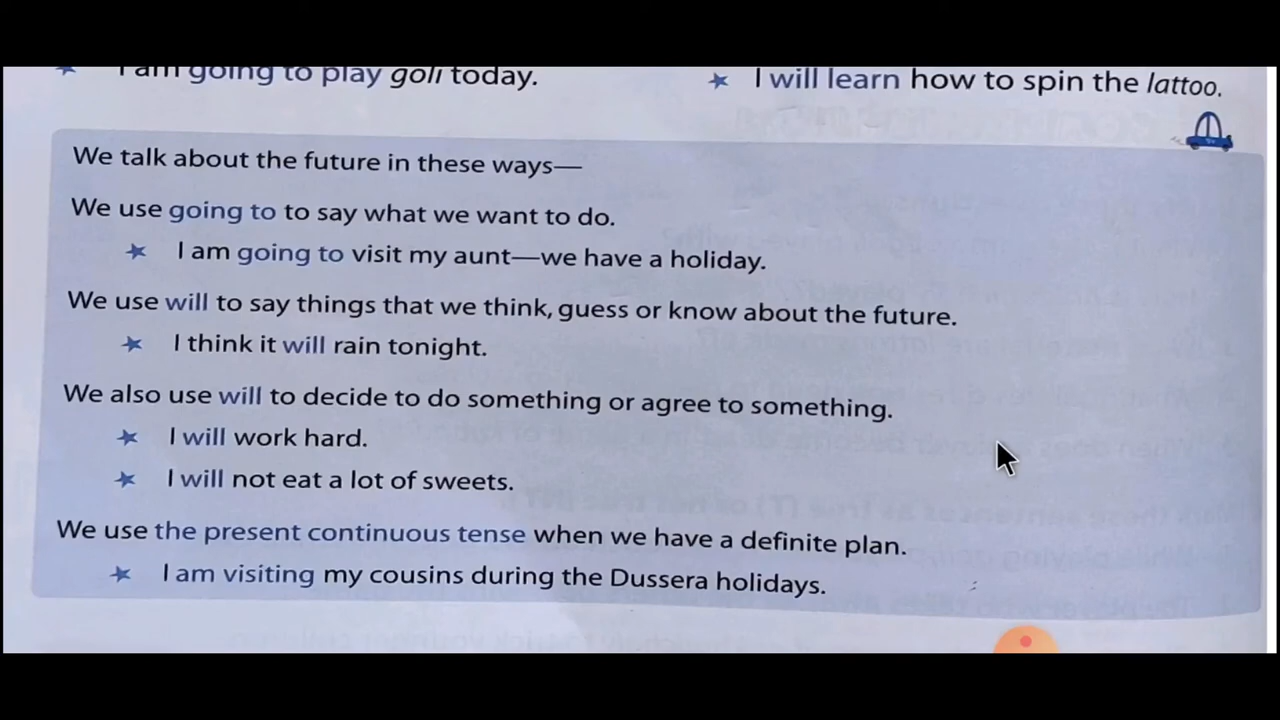 I am going to play goli today.
I will learn how to spin the lattoo.
We talk about the future in these ways—
We use going to to say what we want to do.
I am going to visit my aunt—we have a holiday.
We use will to say things that we think, guess or know about the future.
I think it will rain tonight.
We also use will to decide to do something or agree to something.
I will work hard.
I will not eat a lot of sweets.
We use the present continuous tense when we have a definite plan.
I am visiting my cousins during the Dussera holidays.